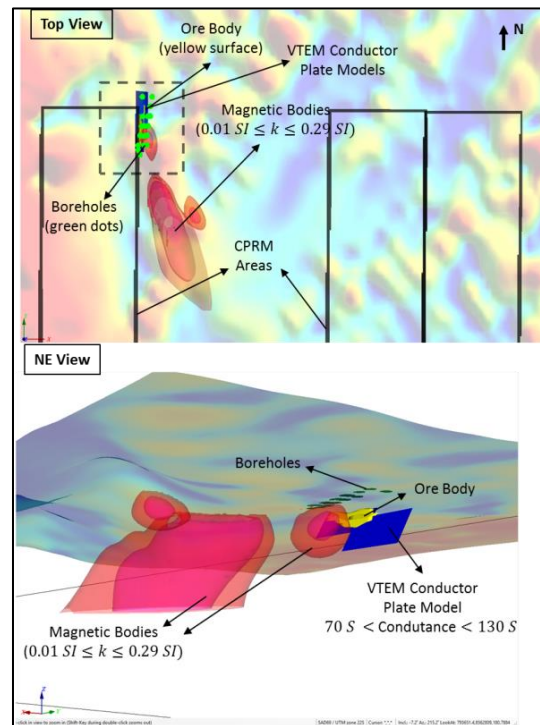 Top View
Ore Body
(yellow surface)
VTEM Conductor
Plate Models
N
Magnetic Bodies
(0.01 SI ≤ k ≤ 0.29 SI)
Boreholes
(green dots)
CPRM
Areas
NE View
Boreholes
Ore Body
VTEM Conductor
Plate Model
70 S < Condutance < 130 S
Magnetic Bodies
(0.01 SI ≤ k ≤ 0.29 SI)